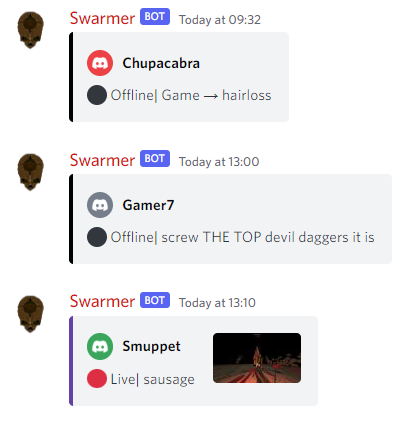 Swarmer BOT Today at 09:32
Chupacabra
Offline| Game → hairloss
Swarmer BOT Today at 13:00
Gamer7
Offline| screw THE TOP devil daggers it is
Swarmer BOT Today at 13:10
Smuppet
Live| sausage